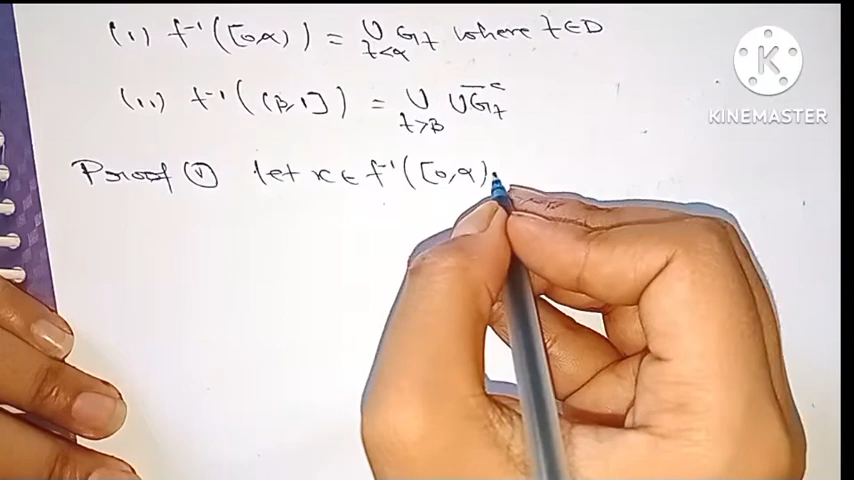 (i) f⁻¹([0,α)) = ∪ Gt where t∈D
t<α
(ii) f⁻¹((β,1]) = ∪ ∪Ḡtᶜ
t>β
Proof (i) let x ∈ f⁻¹([0,α)
KINEMASTER